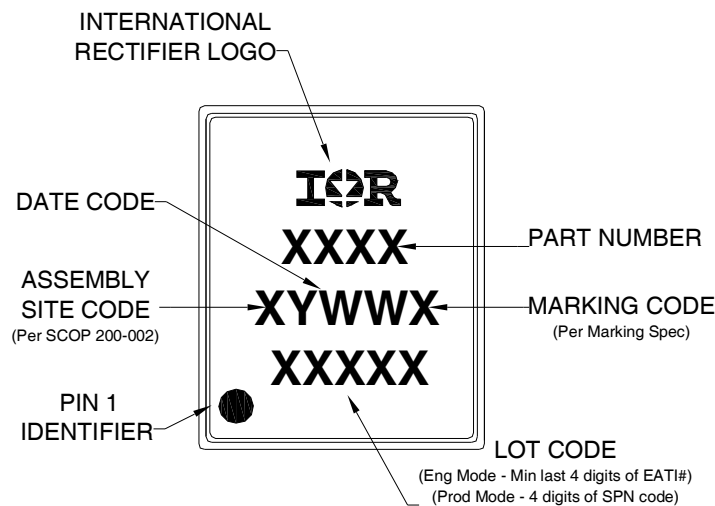 INTERNATIONAL
RECTIFIER LOGO
IOR
DATE CODE
XXXX
PART NUMBER
ASSEMBLY
SITE CODE
(Per SCOP 200-002)
XYWWX
MARKING CODE
(Per Marking Spec)
XXXXX
PIN 1
IDENTIFIER
LOT CODE
(Eng Mode - Min last 4 digits of EATI#)
(Prod Mode - 4 digits of SPN code)